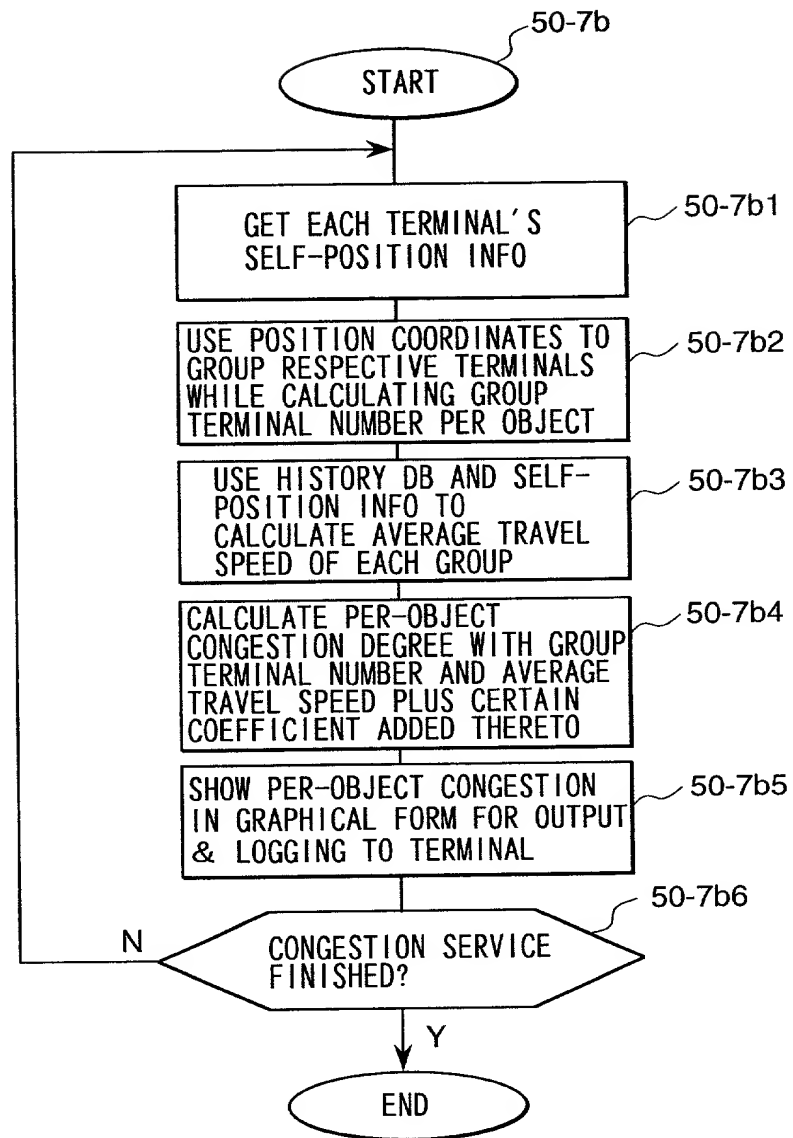 50-7b
START
GET EACH TERMINAL'S
SELF-POSITION INFO
50-7b1
USE POSITION COORDINATES TO
GROUP RESPECTIVE TERMINALS
WHILE CALCULATING GROUP
TERMINAL NUMBER PER OBJECT
50-7b2
USE HISTORY DB AND SELF-
POSITION INFO TO
CALCULATE AVERAGE TRAVEL
SPEED OF EACH GROUP
50-7b3
CALCULATE PER-OBJECT
CONGESTION DEGREE WITH GROUP
TERMINAL NUMBER AND AVERAGE
TRAVEL SPEED PLUS CERTAIN
COEFFICIENT ADDED THERETO
50-7b4
SHOW PER-OBJECT CONGESTION
IN GRAPHICAL FORM FOR OUTPUT
& LOGGING TO TERMINAL
50-7b5
50-7b6
N
CONGESTION SERVICE
FINISHED?
Y
END